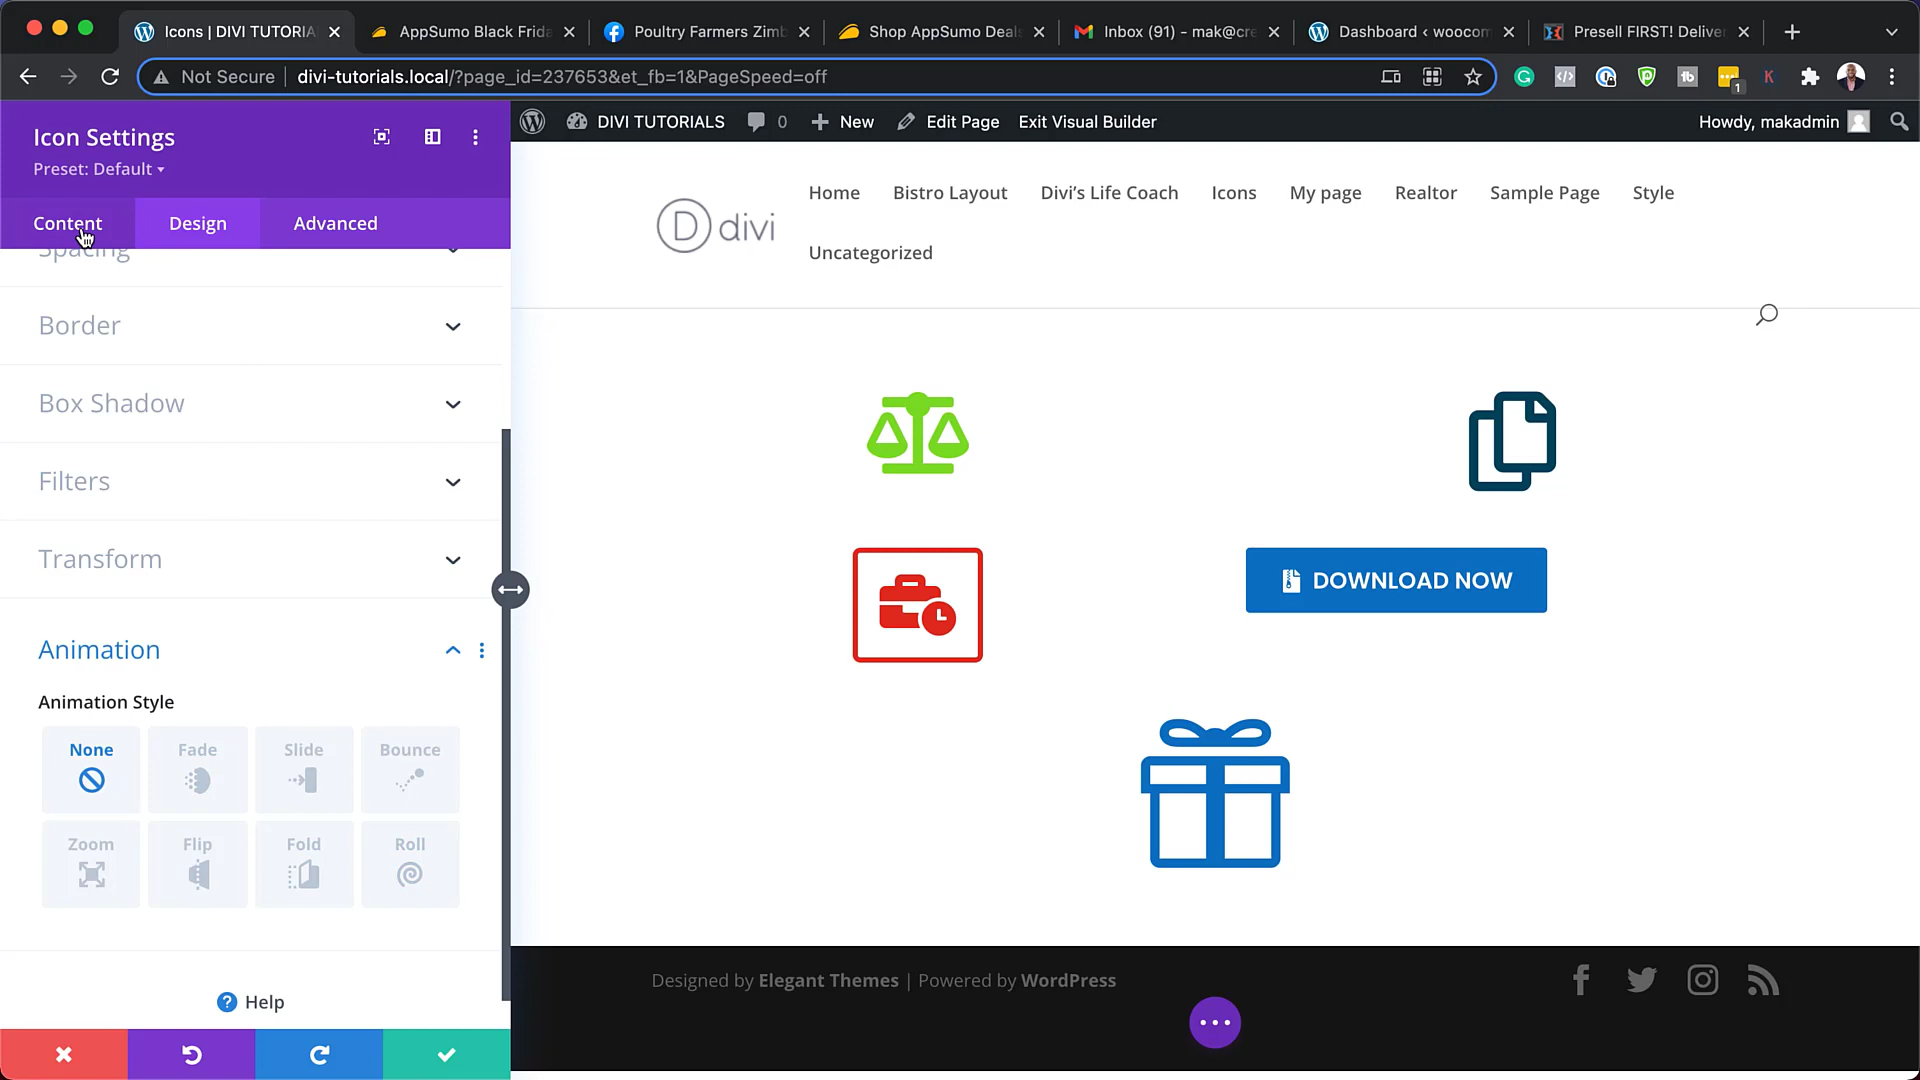 Icons | DIVI TUTORIA
AppSumo Black Frida
Poultry Farmers Zimb
Shop AppSumo Deals
Inbox (91) - mak@cre
Dashboard ‹ woocom
Presell FIRST! Deliver
Not Secure
divi-tutorials.local/?page_id=237653&et_fb=1&PageSpeed=off
1
DIVI TUTORIALS
0
New
Edit Page
Exit Visual Builder
Howdy, makadmin
Icon Settings
Preset: Default
Content
Design
Advanced
Spacing
Border
Box Shadow
Filters
Transform
Animation
Animation Style
None
Fade
Slide
Bounce
Zoom
Flip
Fold
Roll
Help
D divi
Home
Bistro Layout
Divi’s Life Coach
Icons
My page
Realtor
Sample Page
Style
Uncategorized
DOWNLOAD NOW
Designed by Elegant Themes | Powered by WordPress